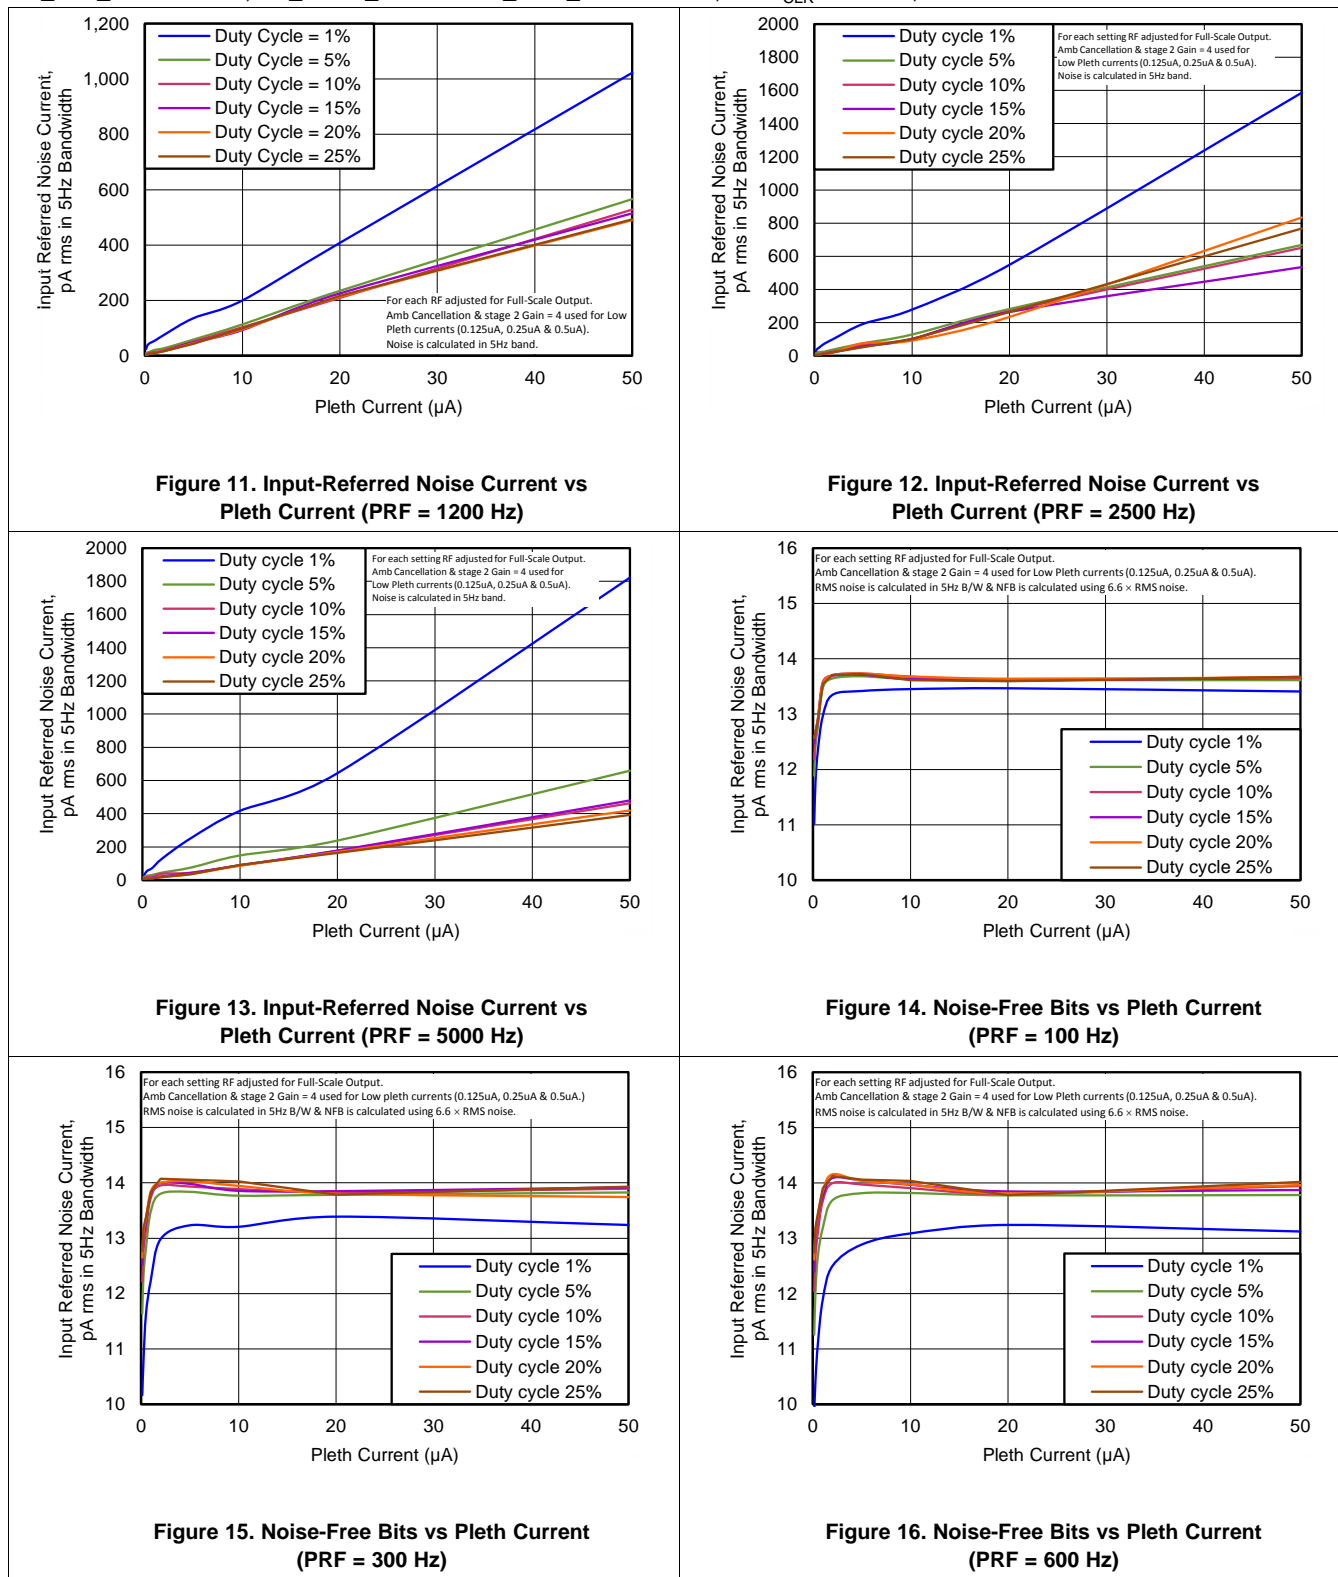 1,200
1,000
800
600
400
200
0
0 10 20 30 40 50
Input Referred Noise Current,
pA rms in 5Hz Bandwidth
Pleth Current (µA)
Duty Cycle = 1%
Duty Cycle = 5%
Duty Cycle = 10%
Duty Cycle = 15%
Duty Cycle = 20%
Duty Cycle = 25%
For each RF adjusted for Full-Scale Output.
Amb Cancellation & stage 2 Gain = 4 used for Low
Pleth currents (0.125uA, 0.25uA & 0.5uA).
Noise is calculated in 5Hz band.
Figure 11. Input-Referred Noise Current vs
Pleth Current (PRF = 1200 Hz)
2000
1800
1600
1400
1200
1000
800
600
400
200
0
0 10 20 30 40 50
Input Referred Noise Current,
pA rms in 5Hz Bandwidth
Pleth Current (µA)
Duty cycle 1%
Duty cycle 5%
Duty cycle 10%
Duty cycle 15%
Duty cycle 20%
Duty cycle 25%
For each setting RF adjusted for Full-Scale Output.
Amb Cancellation & stage 2 Gain = 4 used for
Low Pleth currents (0.125uA, 0.25uA & 0.5uA).
Noise is calculated in 5Hz band.
Figure 12. Input-Referred Noise Current vs
Pleth Current (PRF = 2500 Hz)
2000
1800
1600
1400
1200
1000
800
600
400
200
0
0 10 20 30 40 50
Input Referred Noise Current,
pA rms in 5Hz Bandwidth
Pleth Current (µA)
Duty cycle 1%
Duty cycle 5%
Duty cycle 10%
Duty cycle 15%
Duty cycle 20%
Duty cycle 25%
For each setting RF adjusted for Full-Scale Output.
Amb Cancellation & stage 2 Gain = 4 used for
Low Pleth currents (0.125uA, 0.25uA & 0.5uA).
Noise is calculated in 5Hz band.
Figure 13. Input-Referred Noise Current vs
Pleth Current (PRF = 5000 Hz)
16
15
14
13
12
11
10
0 10 20 30 40 50
Input Referred Noise Current,
pA rms in 5Hz Bandwidth
Pleth Current (µA)
For each setting RF adjusted for Full-Scale Output.
Amb Cancellation & stage 2 Gain = 4 used for Low Pleth currents (0.125uA, 0.25uA & 0.5uA).
RMS noise is calculated in 5Hz B/W & NFB is calculated using 6.6 × RMS noise.
Duty cycle 1%
Duty cycle 5%
Duty cycle 10%
Duty cycle 15%
Duty cycle 20%
Duty cycle 25%
Figure 14. Noise-Free Bits vs Pleth Current
(PRF = 100 Hz)
16
15
14
13
12
11
10
0 10 20 30 40 50
Input Referred Noise Current,
pA rms in 5Hz Bandwidth
Pleth Current (µA)
For each setting RF adjusted for Full-Scale Output.
Amb Cancellation & stage 2 Gain = 4 used for Low pleth currents (0.125uA, 0.25uA & 0.5uA.)
RMS noise is calculated in 5Hz B/W & NFB is calculated using 6.6 × RMS noise.
Duty cycle 1%
Duty cycle 5%
Duty cycle 10%
Duty cycle 15%
Duty cycle 20%
Duty cycle 25%
Figure 15. Noise-Free Bits vs Pleth Current
(PRF = 300 Hz)
16
15
14
13
12
11
10
0 10 20 30 40 50
Input Referred Noise Current,
pA rms in 5Hz Bandwidth
Pleth Current (µA)
For each setting RF adjusted for Full-Scale Output.
Amb Cancellation & stage 2 Gain = 4 used for Low Pleth currents (0.125uA, 0.25uA & 0.5uA).
RMS noise is calculated in 5Hz B/W & NFB is calculated using 6.6 × RMS noise.
Duty cycle 1%
Duty cycle 5%
Duty cycle 10%
Duty cycle 15%
Duty cycle 20%
Duty cycle 25%
Figure 16. Noise-Free Bits vs Pleth Current
(PRF = 600 Hz)